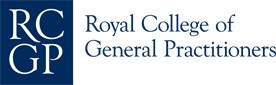 RC
GP
Royal College of
General Practitioners